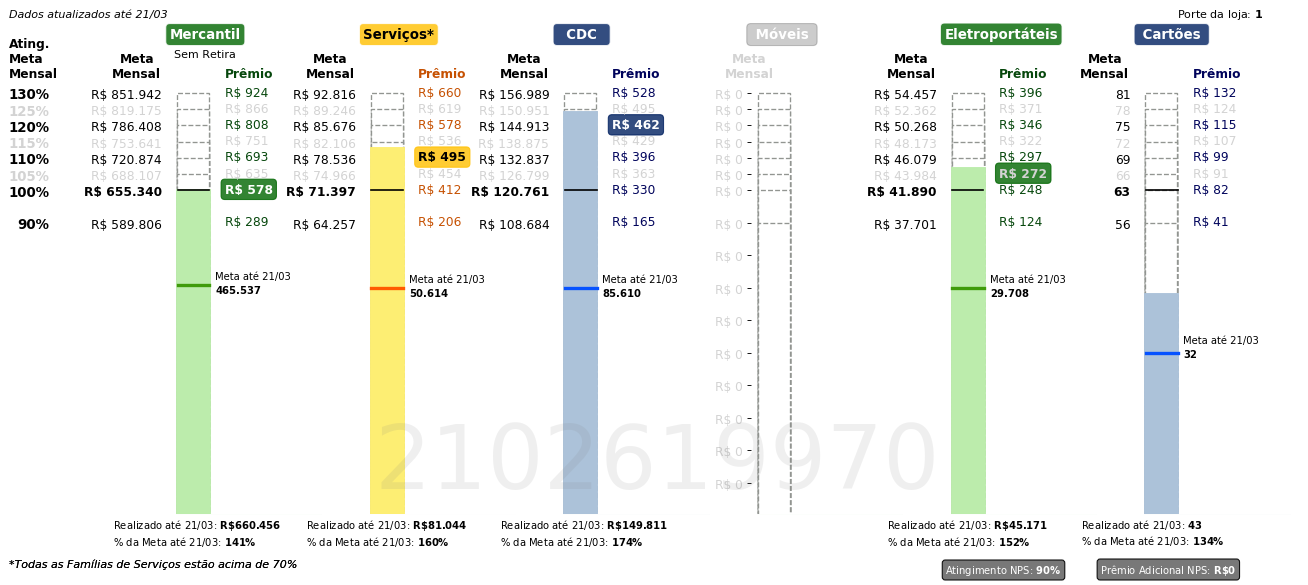 Dados atualizados até 21/03
Porte da loja: 1
Mercantil Serviços* CDC Móveis Eletroportáteis Cartões
Sem Retira
Ating. Meta Mensal
Meta Mensal Prêmio Meta Mensal Prêmio Meta Mensal Prêmio Meta Mensal Meta Mensal Prêmio Meta Mensal Prêmio
130% R$ 851.942 R$ 924 R$ 92.816 R$ 660 R$ 156.989 R$ 528 R$ 0 R$ 54.457 R$ 396 81 R$ 132
125% R$ 819.175 R$ 866 R$ 89.246 R$ 619 R$ 150.951 R$ 495 R$ 0 R$ 52.362 R$ 371 78 R$ 124
120% R$ 786.408 R$ 808 R$ 85.676 R$ 578 R$ 144.913 R$ 462 R$ 0 R$ 50.268 R$ 346 75 R$ 115
115% R$ 753.641 R$ 751 R$ 82.106 R$ 536 R$ 138.875 R$ 429 R$ 0 R$ 48.173 R$ 322 72 R$ 107
110% R$ 720.874 R$ 693 R$ 78.536 R$ 495 R$ 132.837 R$ 396 R$ 0 R$ 46.079 R$ 297 69 R$ 99
105% R$ 688.107 R$ 635 R$ 74.966 R$ 454 R$ 126.799 R$ 363 R$ 0 R$ 43.984 R$ 272 66 R$ 91
100% R$ 655.340 R$ 578 R$ 71.397 R$ 412 R$ 120.761 R$ 330 R$ 0 R$ 41.890 R$ 248 63 R$ 82
90% R$ 589.806 R$ 289 R$ 64.257 R$ 206 R$ 108.684 R$ 165 R$ 0 R$ 37.701 R$ 124 56 R$ 41
R$ 0
Meta até 21/03 Meta até 21/03 Meta até 21/03 Meta até 21/03
465.537 50.614 85.610 R$ 0 29.708
R$ 0
Meta até 21/03
R$ 0 32
R$ 0
R$ 0
R$ 0
R$ 0
2102619970
Realizado até 21/03: R$660.456 Realizado até 21/03: R$81.044 Realizado até 21/03: R$149.811 Realizado até 21/03: R$45.171 Realizado até 21/03: 43
% da Meta até 21/03: 141% % da Meta até 21/03: 160% % da Meta até 21/03: 174% % da Meta até 21/03: 152% % da Meta até 21/03: 134%
*Todas as Famílias de Serviços estão acima de 70%
Atingimento NPS: 90% Prêmio Adicional NPS: R$0